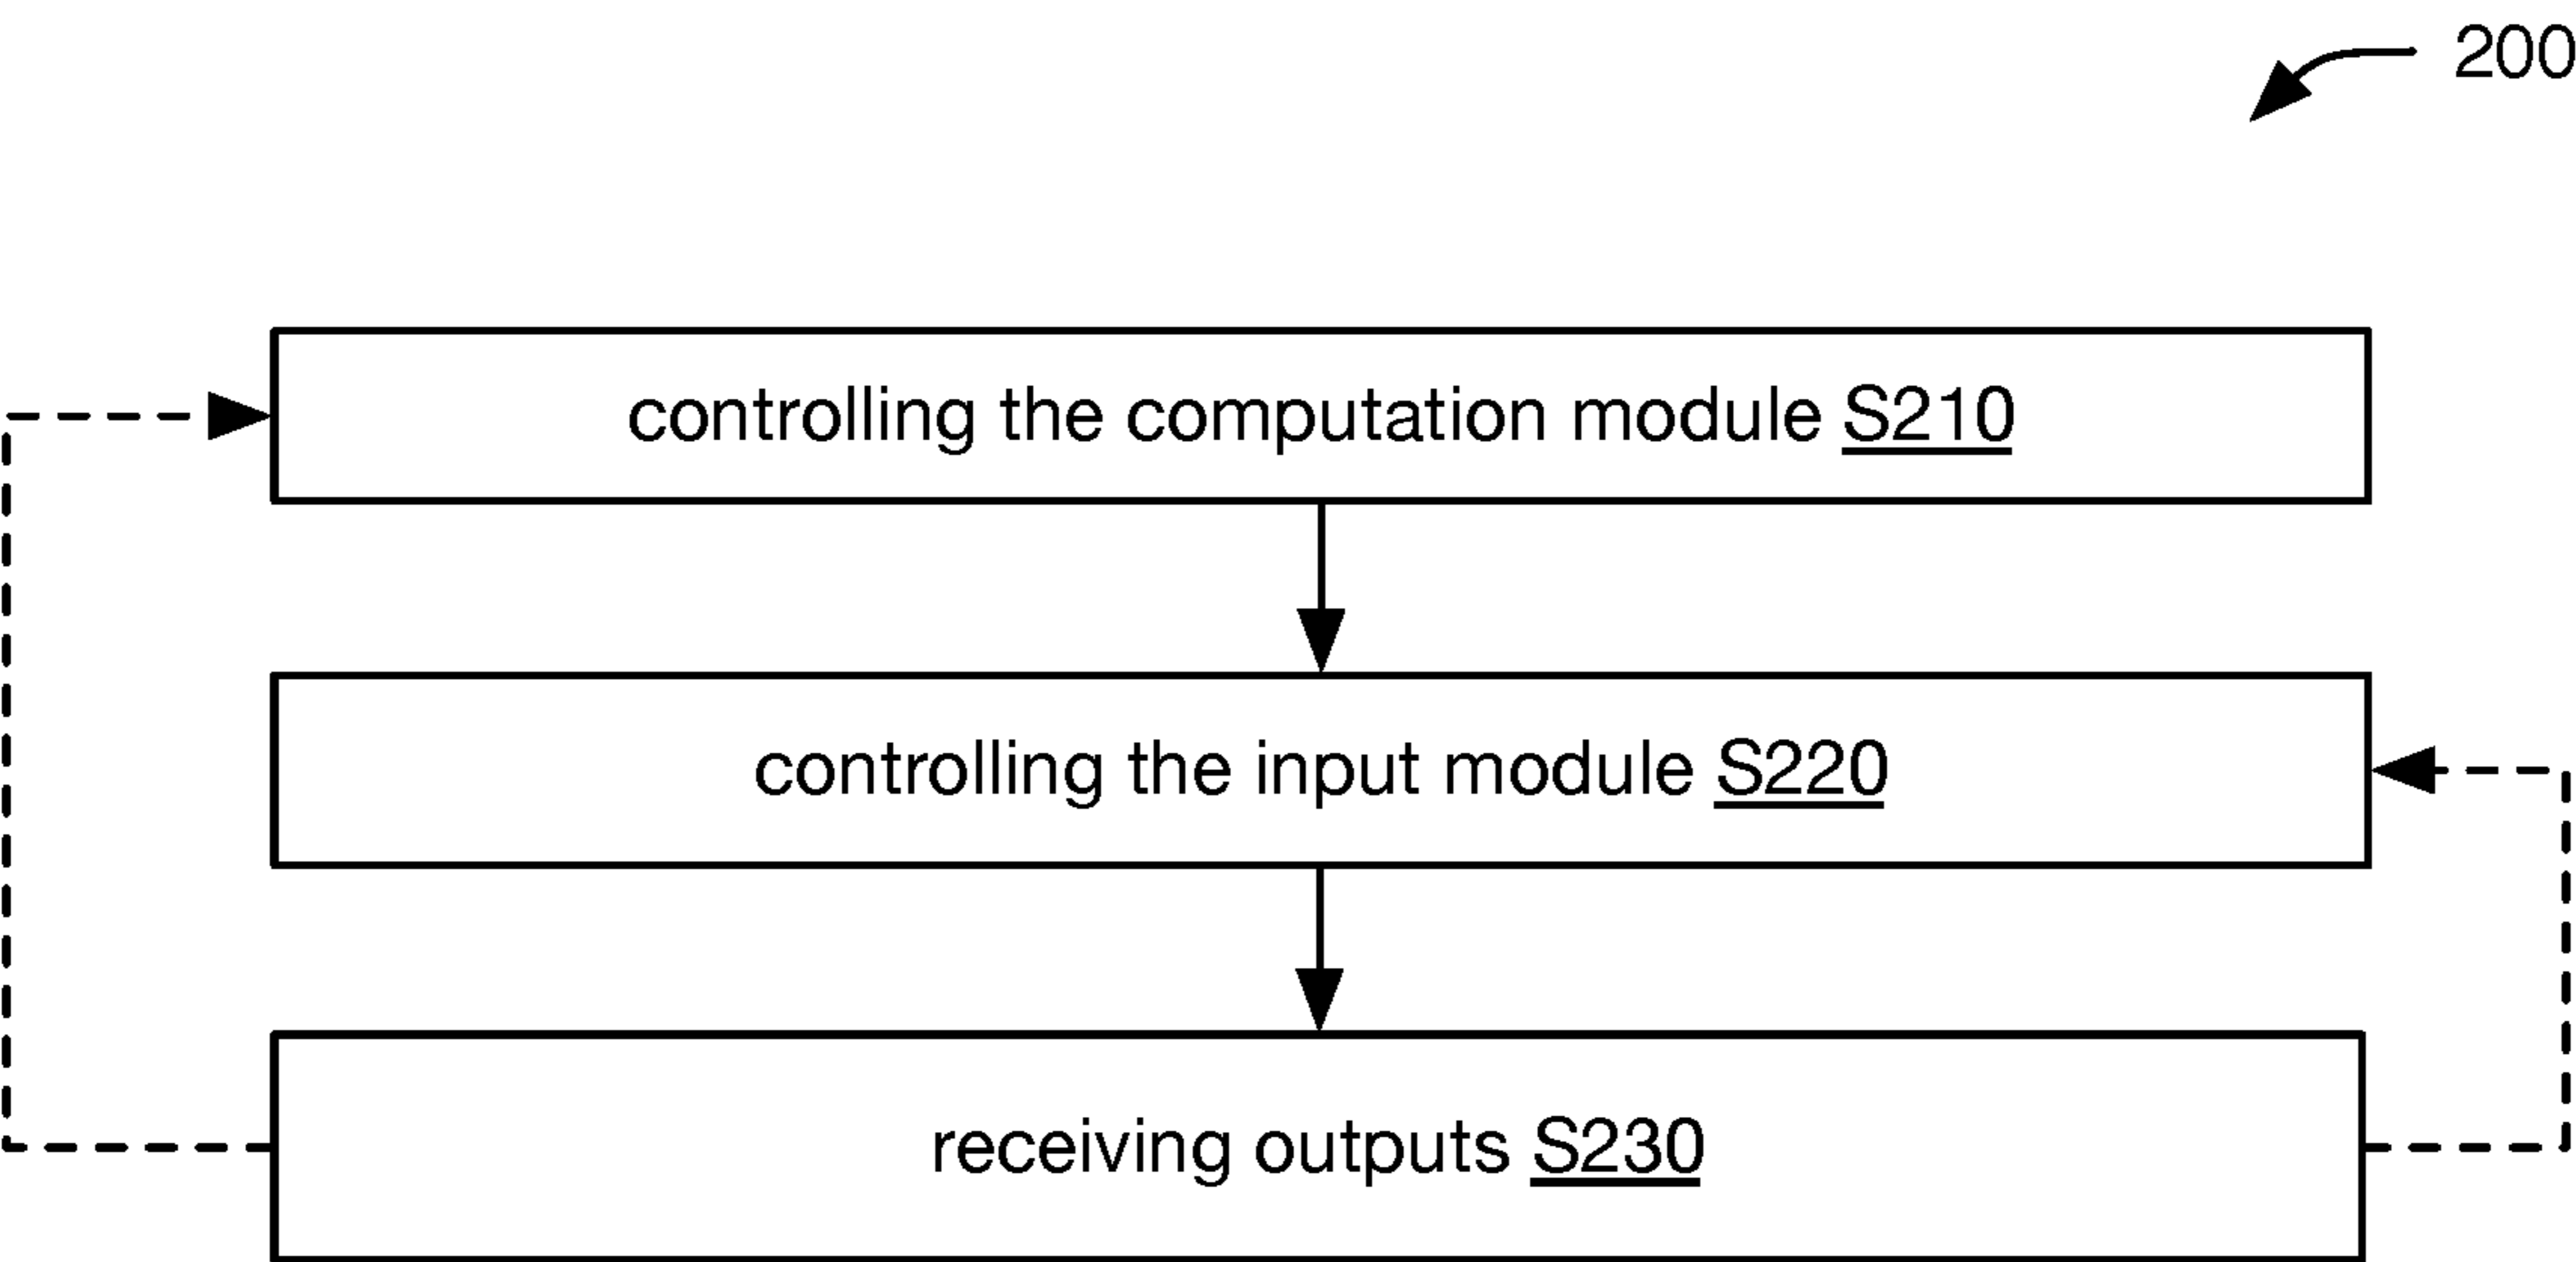 200
controlling the computation module S210
controlling the input module S220
receiving outputs S230